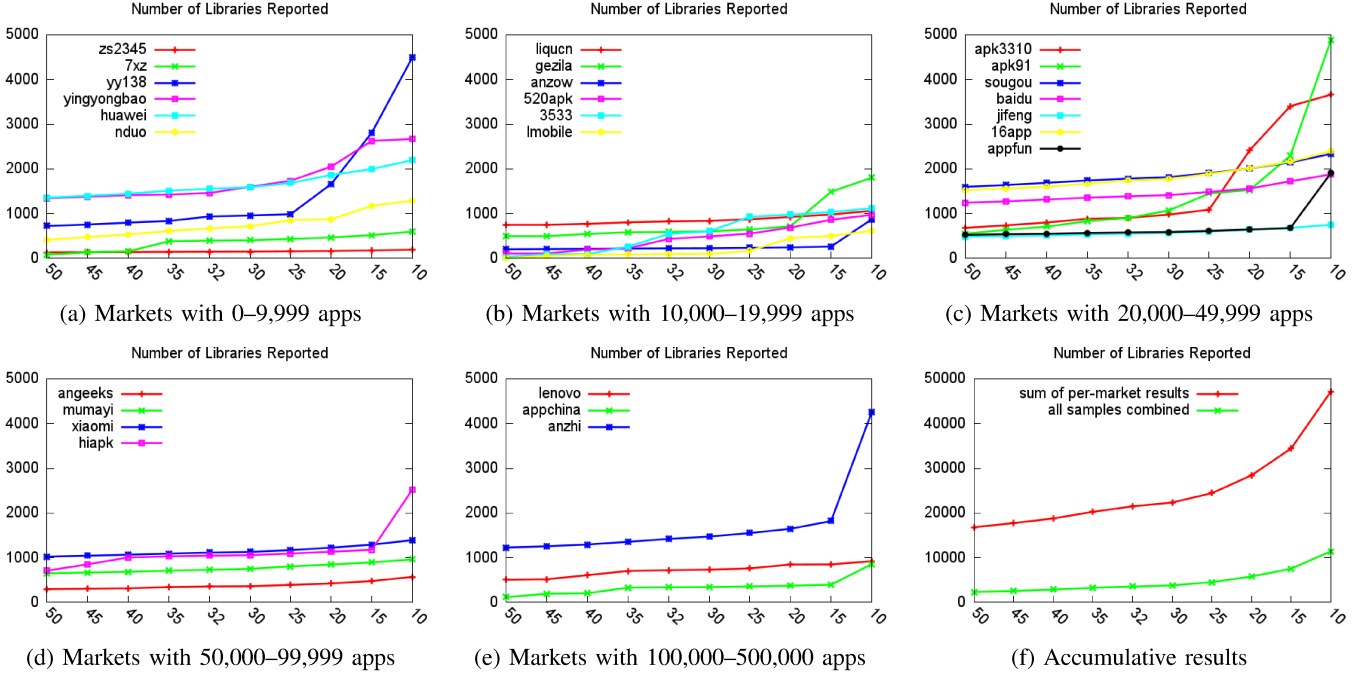 Number of Libraries Reported
5000
4000
3000
2000
1000
0
zs2345
7xz
yy138
yingyongbao
huawei
nduo
50 45 40 35 32 30 25 20 15 10
(a) Markets with 0–9,999 apps
Number of Libraries Reported
5000
4000
3000
2000
1000
0
liqucn
gezila
anzow
520apk
3533
lmobile
50 45 40 35 32 30 25 20 15 10
(b) Markets with 10,000–19,999 apps
Number of Libraries Reported
5000
4000
3000
2000
1000
0
apk3310
apk91
sougou
baidu
jifeng
16app
appfun
50 45 40 35 32 30 25 20 15 10
(c) Markets with 20,000–49,999 apps
Number of Libraries Reported
5000
4000
3000
2000
1000
0
angeeks
mumayi
xiaomi
hiapk
50 45 40 35 32 30 25 20 15 10
(d) Markets with 50,000–99,999 apps
Number of Libraries Reported
5000
4000
3000
2000
1000
0
lenovo
appchina
anzhi
50 45 40 35 32 30 25 20 15 10
(e) Markets with 100,000–500,000 apps
Number of Libraries Reported
50000
40000
30000
20000
10000
0
sum of per-market results
all samples combined
50 45 40 35 32 30 25 20 15 10
(f) Accumulative results